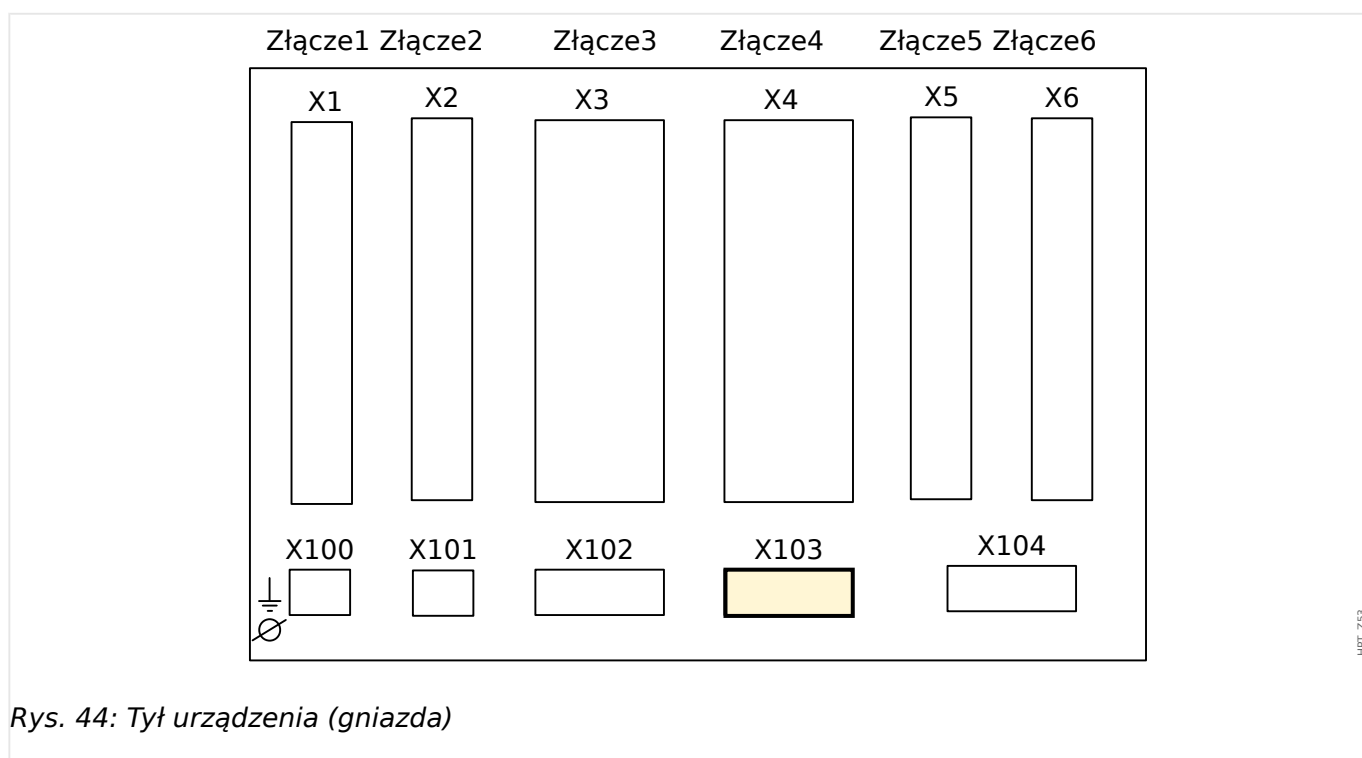 Złącze1 Złącze2 Złącze3 Złącze4 Złącze5 Złącze6
X1 X2 X3 X4 X5 X6
X100 X101 X102 X103 X104
Rys. 44: Tył urządzenia (gniazda)